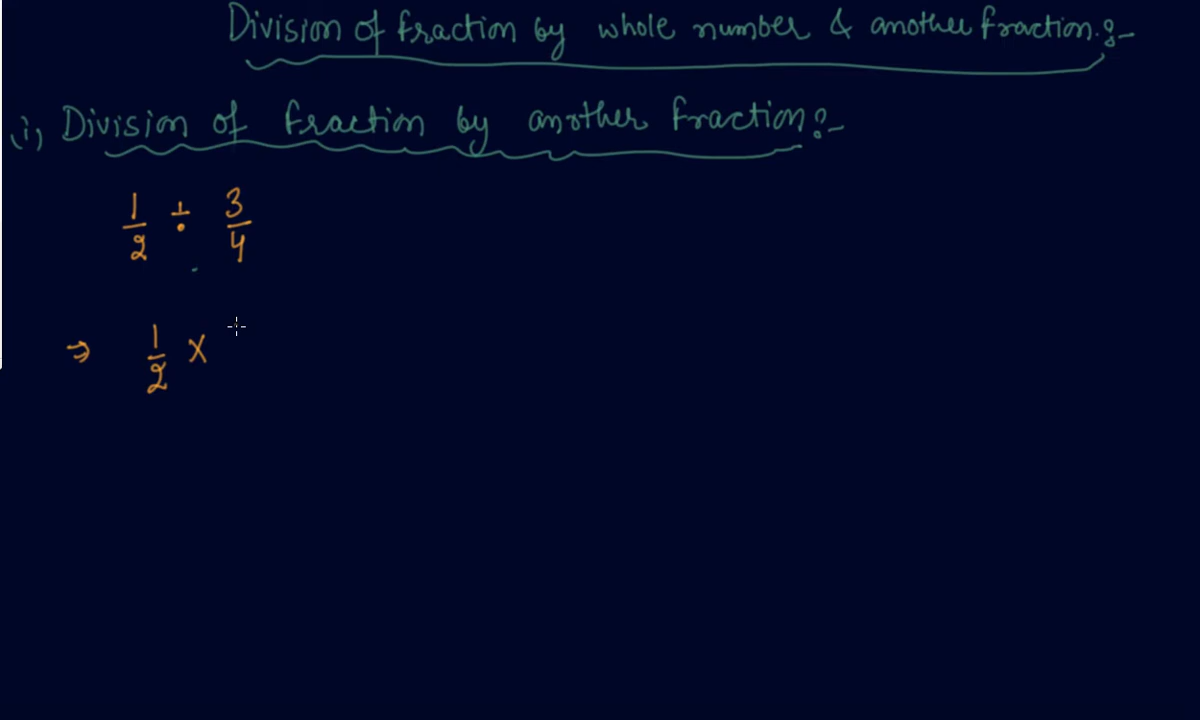 Division of fraction by whole number & another fraction :-
(i) Division of fraction by another fraction :-
1/2 ÷ 3/4
⇒ 1/2 ×